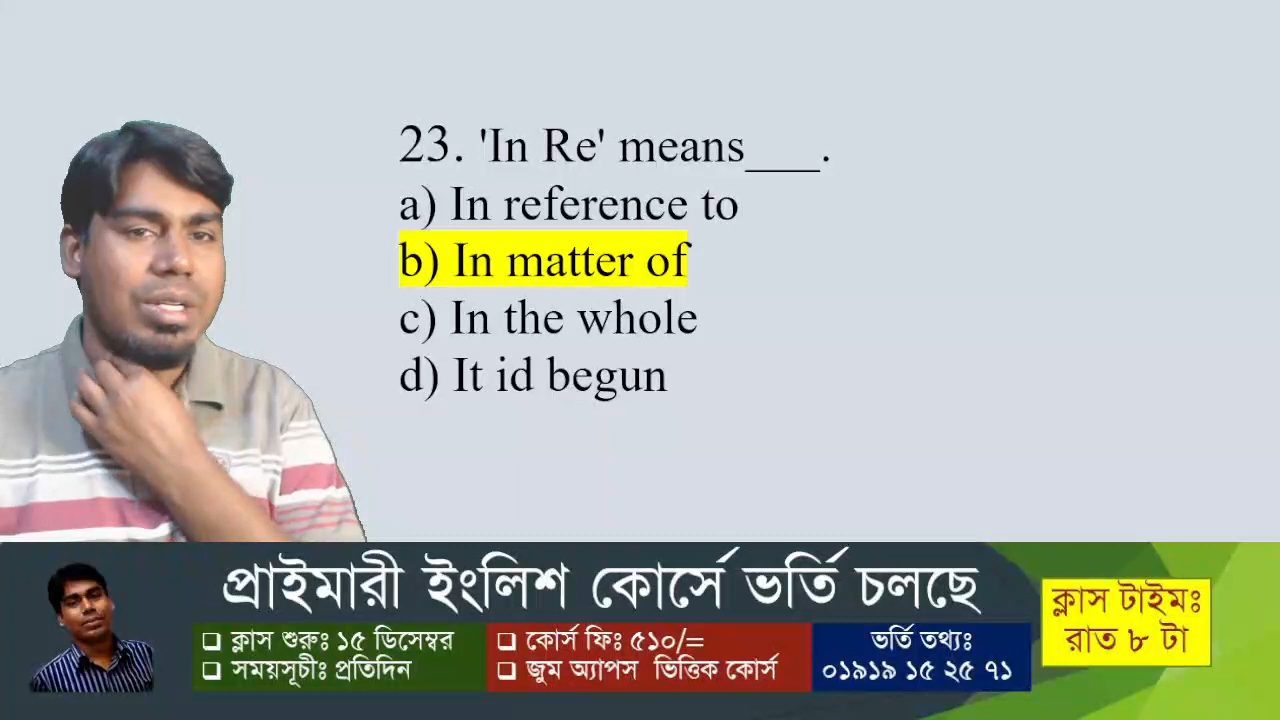 23. 'In Re' means___.
a) In reference to
b) In matter of
c) In the whole
d) It id begun
প্রাইমারী ইংলিশ কোর্সে ভর্তি চলছে
ক্লাস শুরুঃ ১৫ ডিসেম্বর
সময়সূচীঃ প্রতিদিন
কোর্স ফিঃ ৫১০/=
জুম অ্যাপস ভিত্তিক কোর্স
ভর্তি তথ্যঃ
০১৯১৯ ১৫ ২৫ ৭১
ক্লাস টাইমঃ
রাত ৮ টা